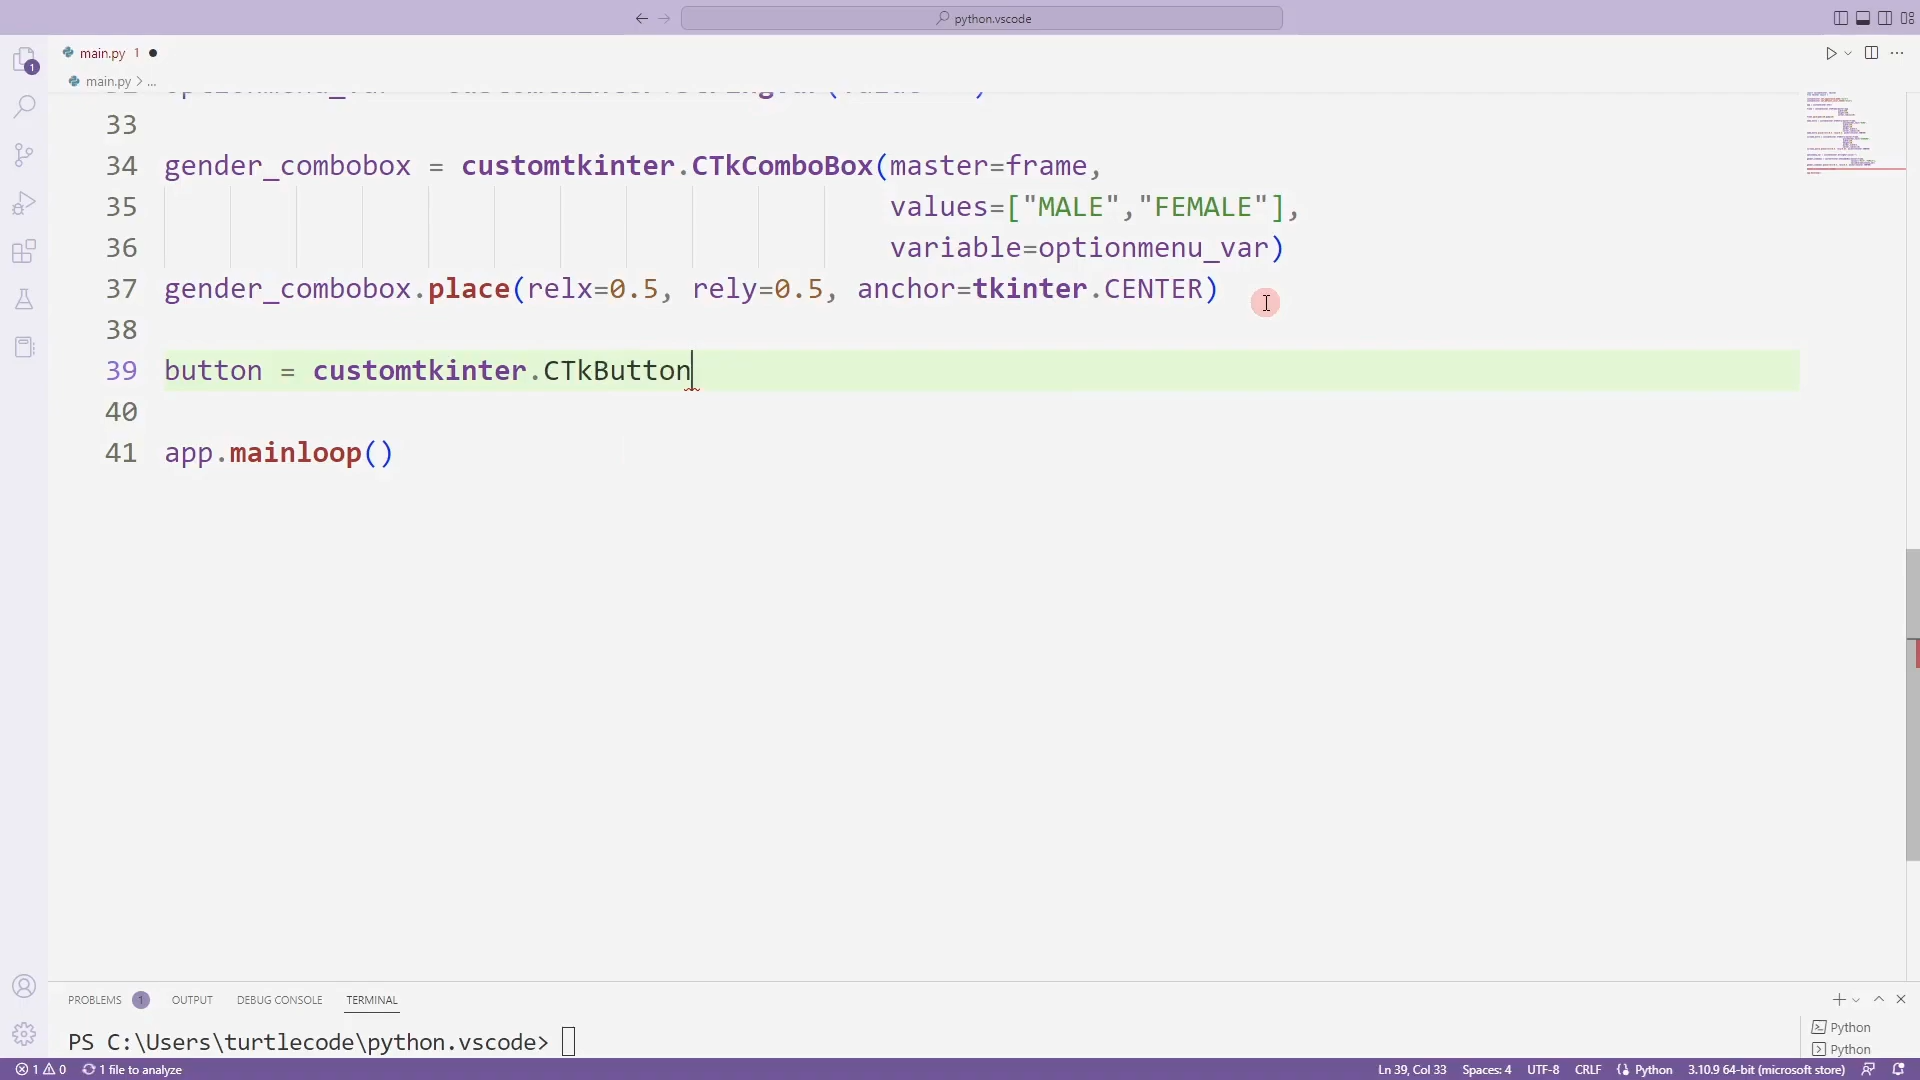 python.vscode
main.py 1
main.py > ...
33
34 gender_combobox = customtkinter.CTkComboBox(master=frame,
35 values=["MALE","FEMALE"],
36 variable=optionmenu_var)
37 gender_combobox.place(relx=0.5, rely=0.5, anchor=tkinter.CENTER)
38
39 button = customtkinter.CTkButton
40
41 app.mainloop()
PROBLEMS 1 OUTPUT DEBUG CONSOLE TERMINAL
PS C:\Users\turtlecode\python.vscode>
Python
Python
1 0 1 file to analyze Ln 39, Col 33 Spaces: 4 UTF-8 CRLF Python 3.10.9 64-bit (microsoft store)